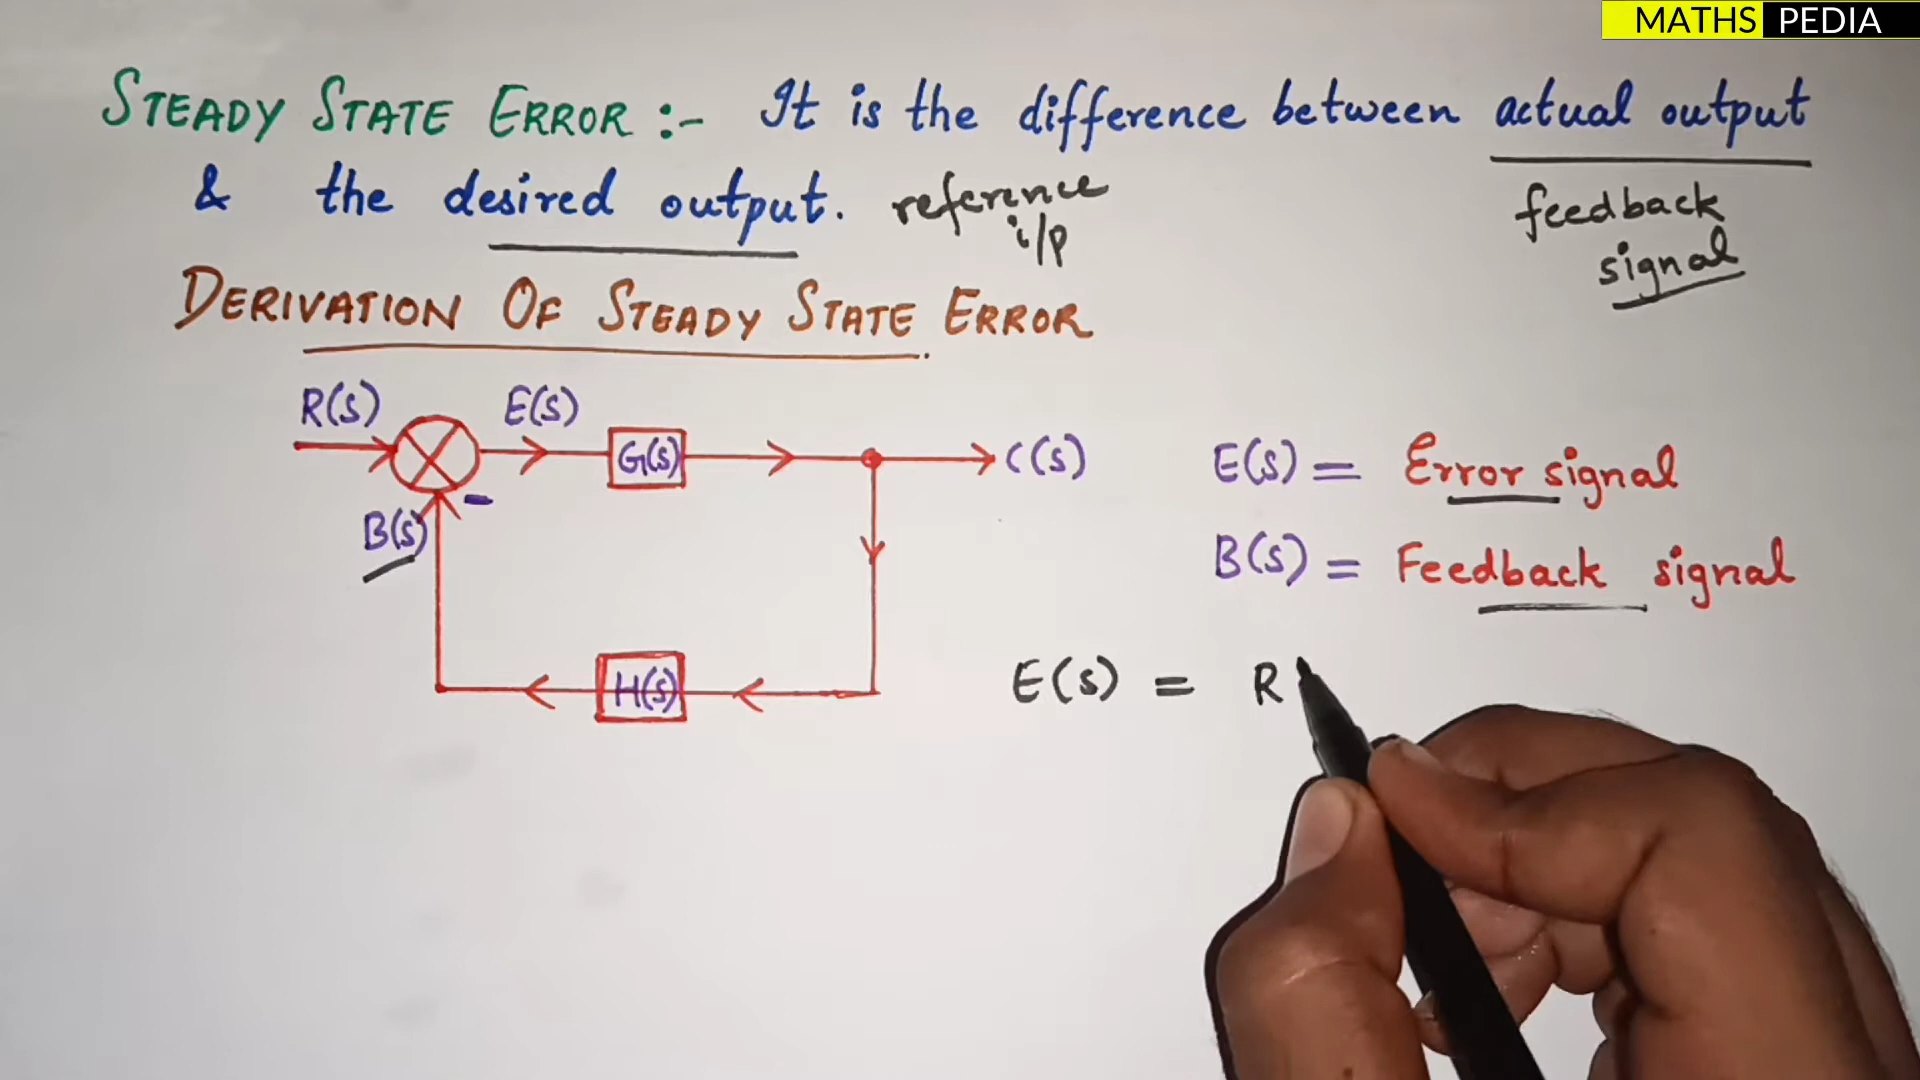 MATHS PEDIA
STEADY STATE ERROR :- It is the difference between actual output
& the desired output. reference i/p
feedback signal
DERIVATION OF STEADY STATE ERROR
R(S) E(S) G(S) C(S)
B(S)
H(S)
E(S) = Error signal
B(S) = Feedback signal
E(S) = R